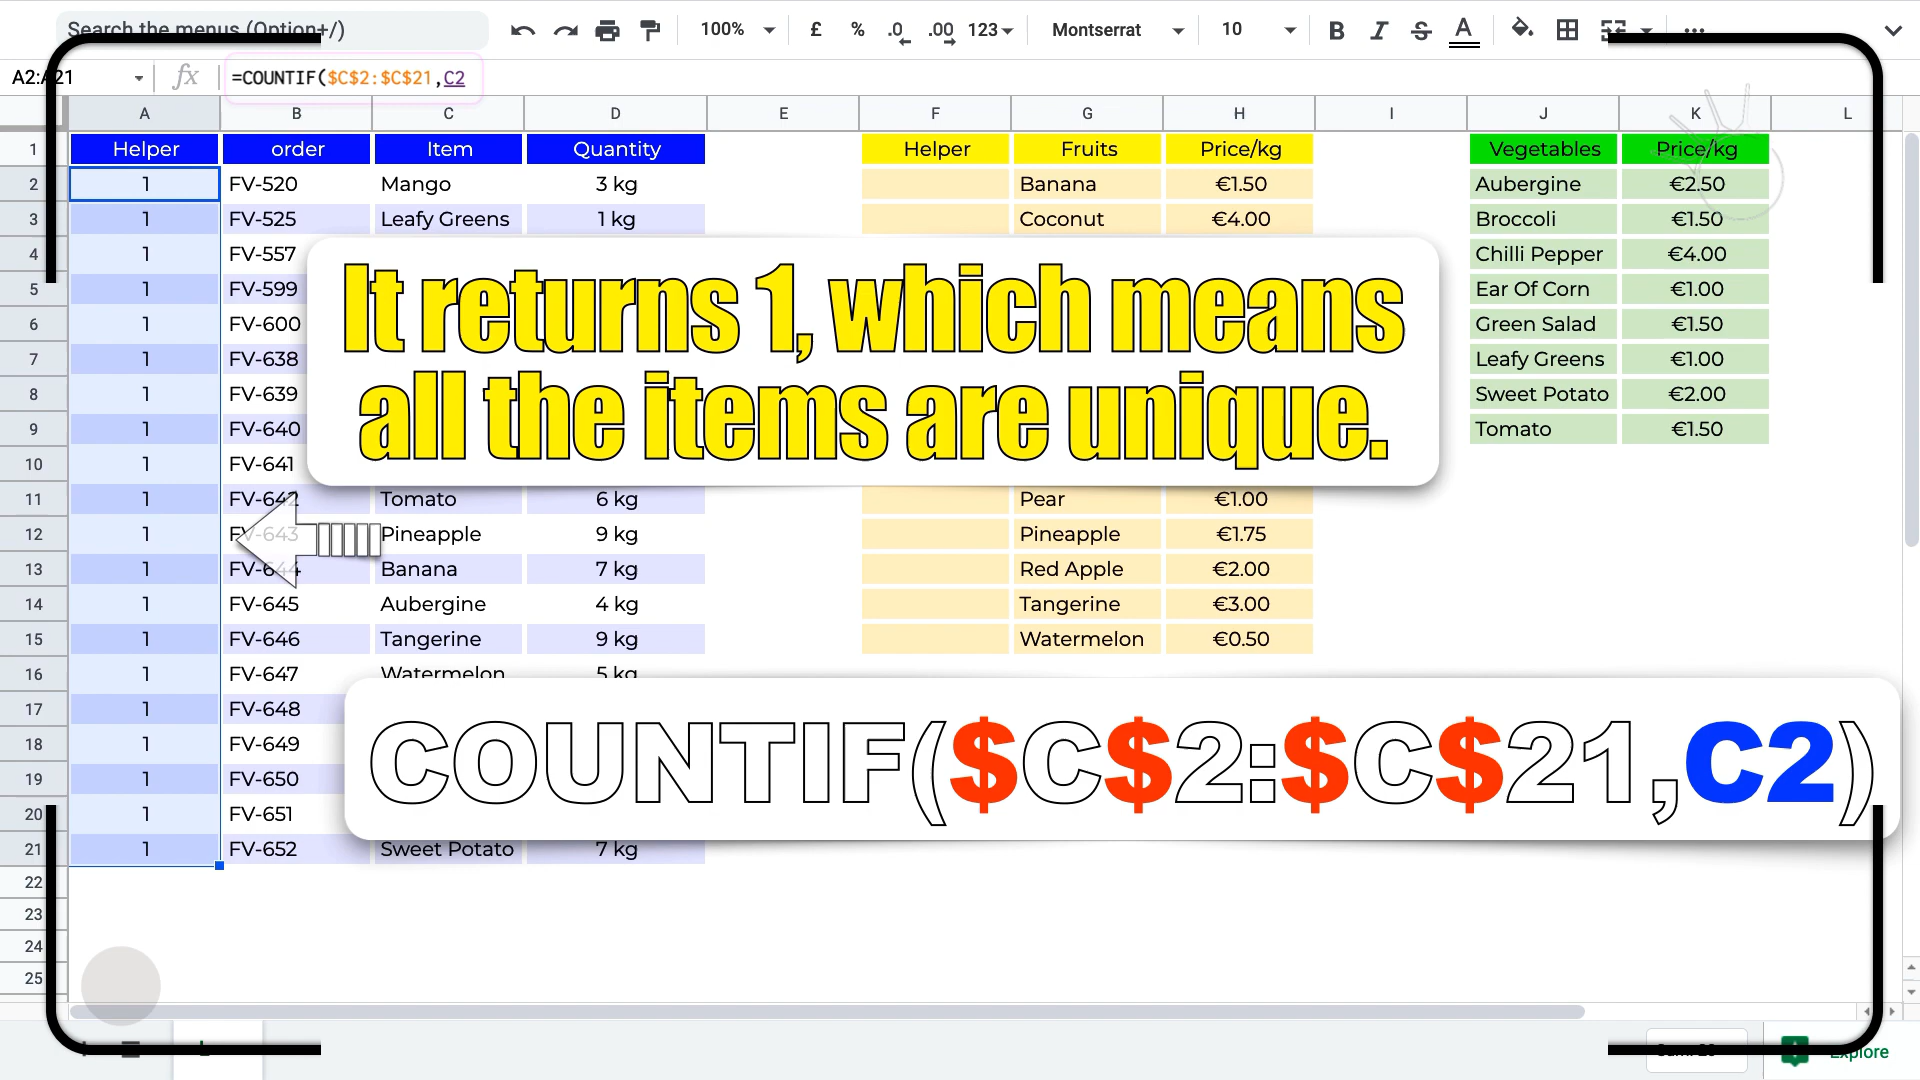 Search the menus (Option+/)
100% £ % .0 .00 123 Montserrat 10 B I S A
A2:A21 fx =COUNTIF($C$2:$C$21,C2
A B C D E F G H I J K L
1 Helper order Item Quantity Helper Fruits Price/kg Vegetables Price/kg
2 1 FV-520 Mango 3 kg Banana €1.50 Aubergine €2.50
3 1 FV-525 Leafy Greens 1 kg Coconut €4.00 Broccoli €1.50
4 1 FV-557 Chilli Pepper €4.00
5 1 FV-599 Ear Of Corn €1.00
6 1 FV-600 Green Salad €1.50
7 1 FV-638 Leafy Greens €1.00
8 1 FV-639 Sweet Potato €2.00
9 1 FV-640 Tomato €1.50
10 1 FV-641
It returns 1, which means
all the items are unique.
11 1 FV-642 Tomato 6 kg Pear €1.00
12 1 FV-643 Pineapple 9 kg Pineapple €1.75
13 1 FV-644 Banana 7 kg Red Apple €2.00
14 1 FV-645 Aubergine 4 kg Tangerine €3.00
15 1 FV-646 Tangerine 9 kg Watermelon €0.50
16 1 FV-647 Watermelon 5 kg
17 1 FV-648
18 1 FV-649
19 1 FV-650
20 1 FV-651
COUNTIF($C$2:$C$21,C2)
21 1 FV-652 Sweet Potato 7 kg
22
23
24
25
Explore